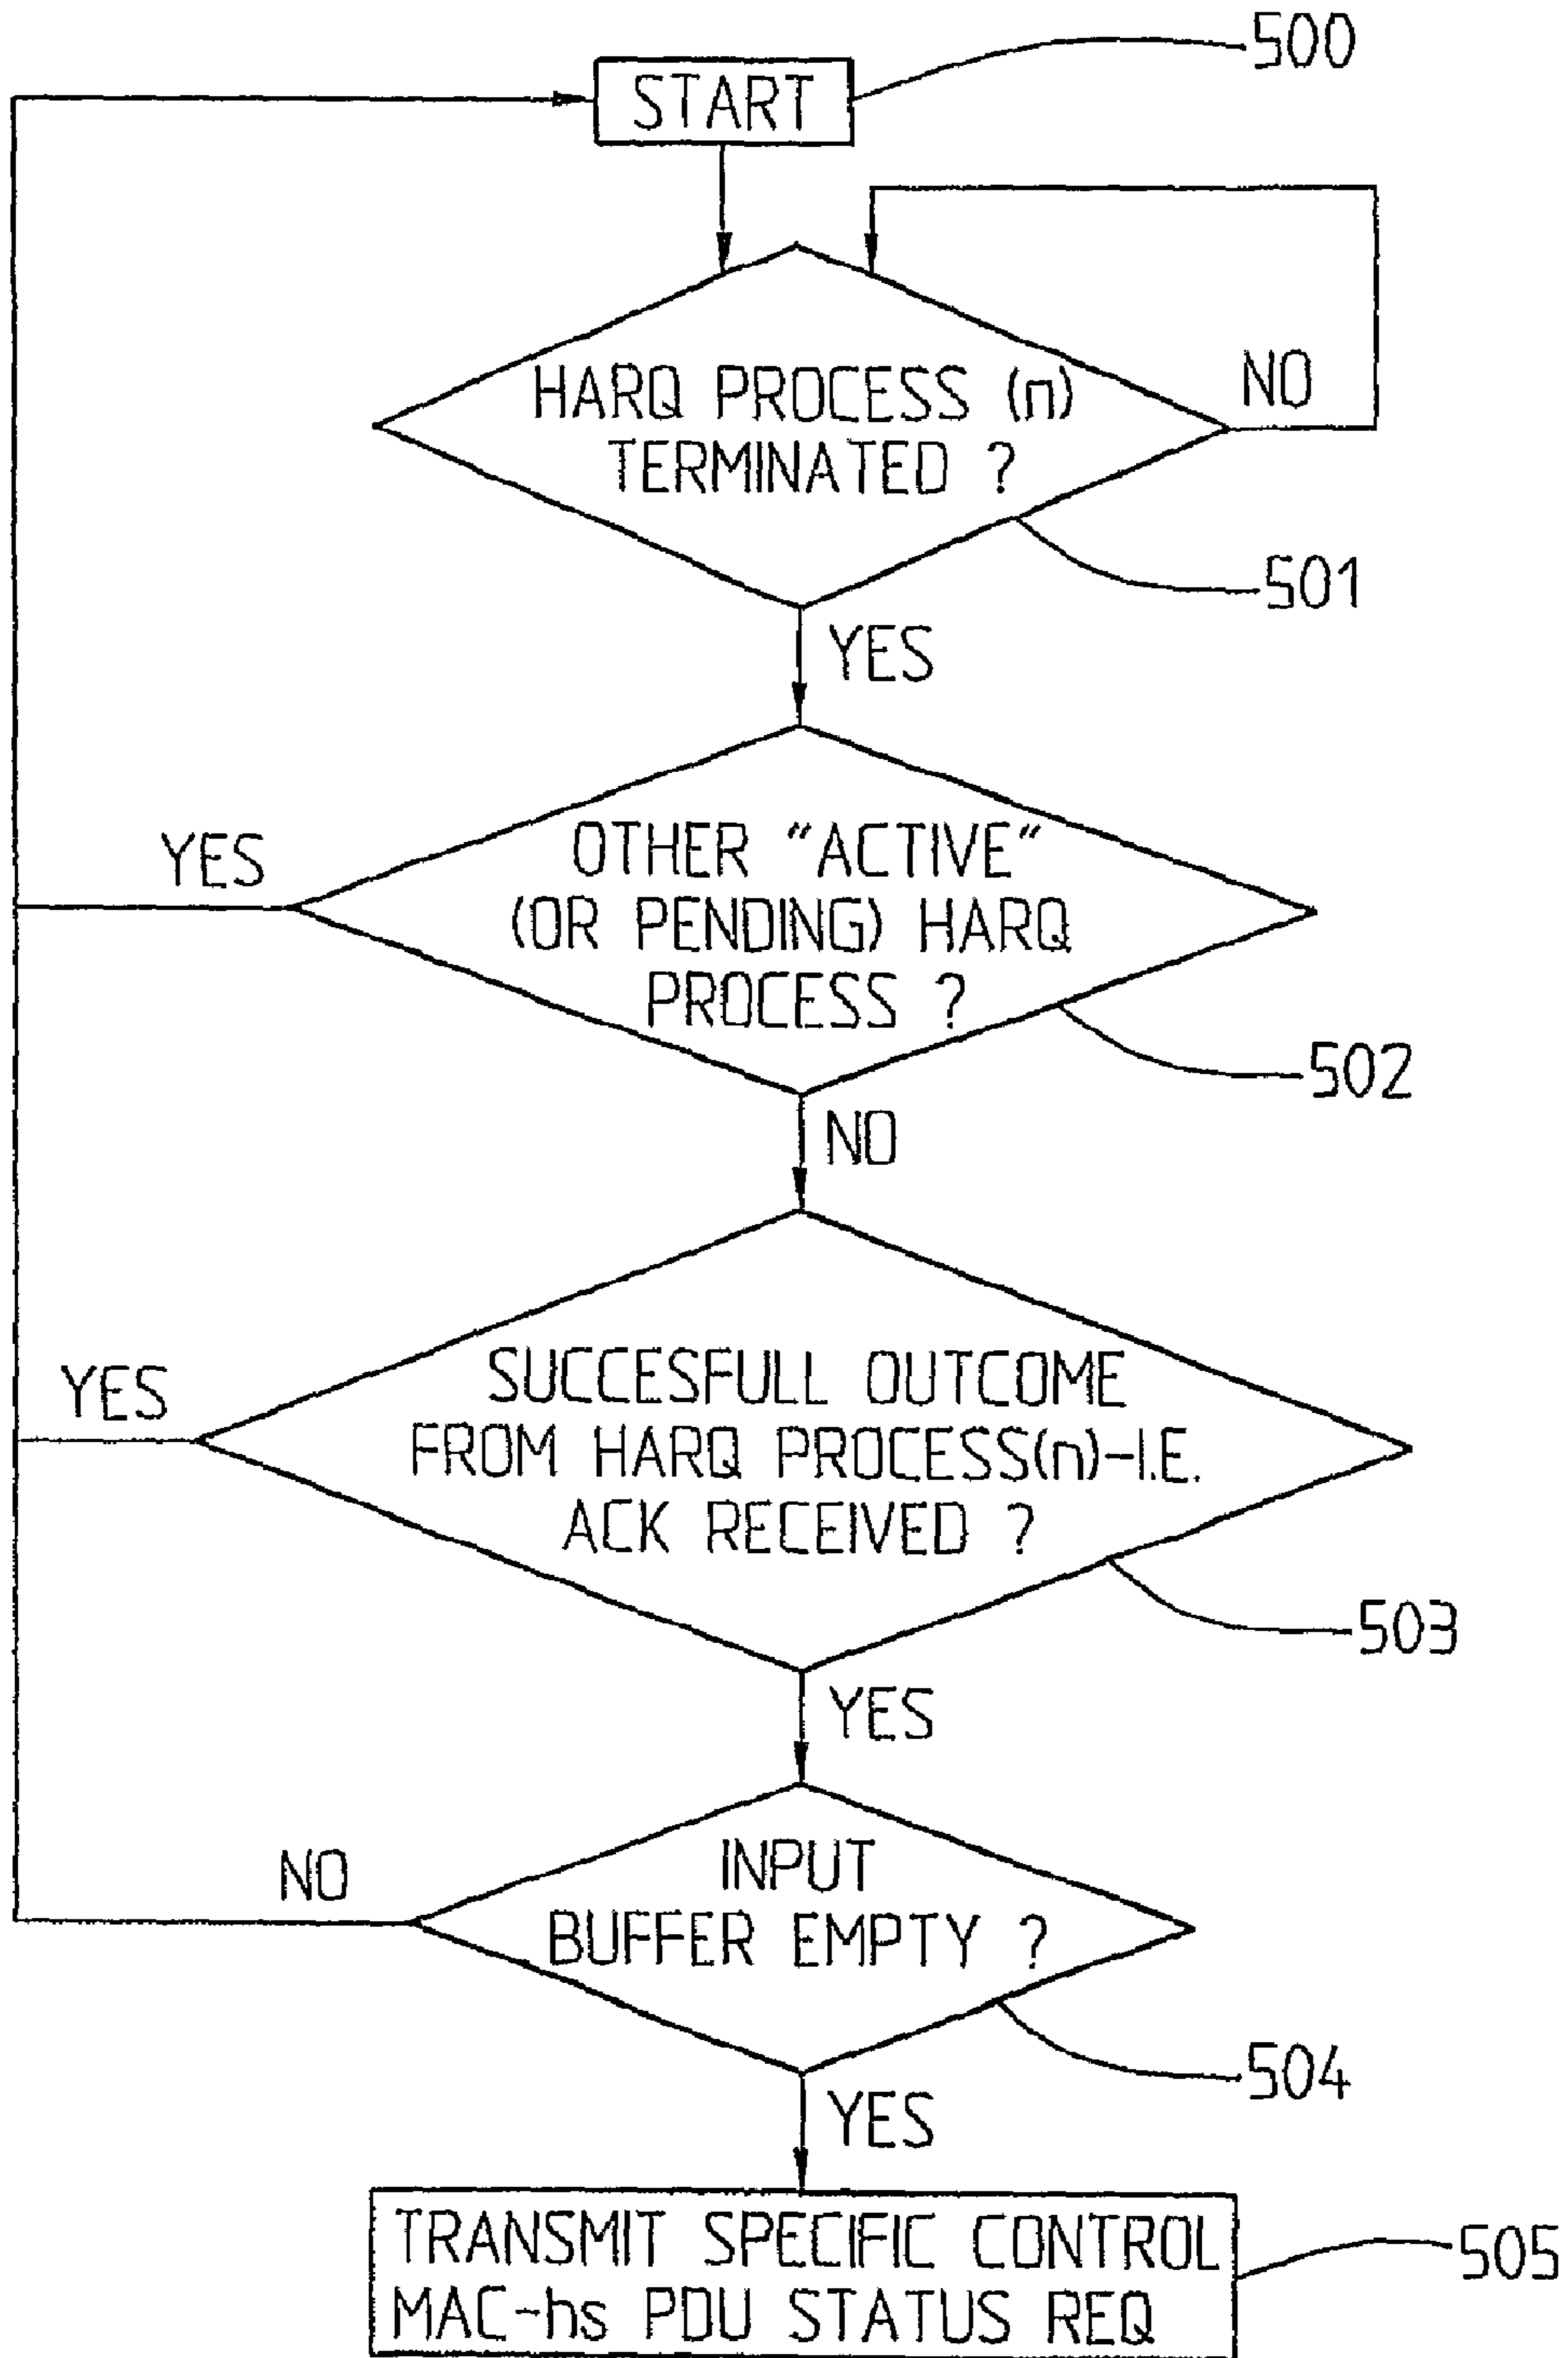 500
START
HARQ PROCESS (n)
TERMINATED ?
NO
501
YES
OTHER "ACTIVE"
(OR PENDING) HARQ
PROCESS ?
YES
502
NO
SUCCESFULL OUTCOME
FROM HARQ PROCESS(n)-I.E.
ACK RECEIVED ?
YES
503
YES
INPUT
BUFFER EMPTY ?
NO
504
YES
TRANSMIT SPECIFIC CONTROL
MAC-hs PDU STATUS REQ
505